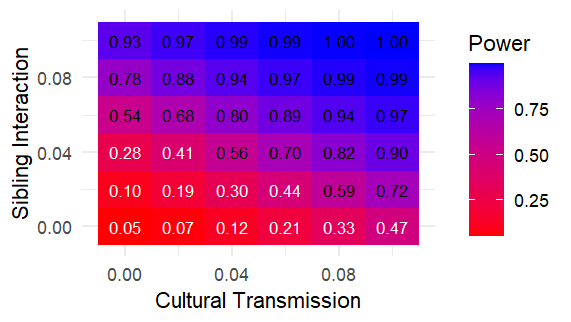 Power
0.93 0.97 0.99 0.99 1.00 1.00
0.08
0.78 0.88 0.94 0.97 0.99 0.99
0.75
0.54 0.68 0.80 0.89 0.94 0.97
0.50
0.04
0.28 0.41 0.56 0.70 0.82 0.90
0.25
0.10 0.19 0.30 0.44 0.59 0.72
0.00
0.05 0.07 0.12 0.21 0.33 0.47
Sibling Interaction
0.00 0.04 0.08
Cultural Transmission